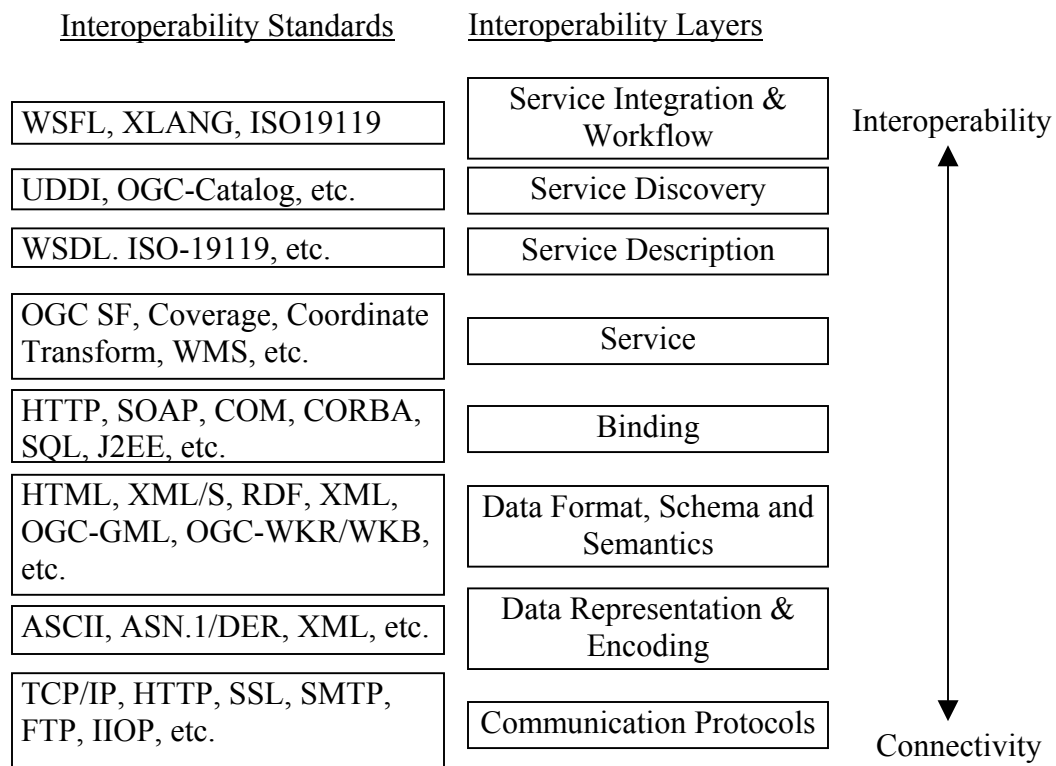 Interoperability Standards
Interoperability Layers
WSFL, XLANG, ISO19119
Service Integration &
Workflow
Interoperability
UDDI, OGC-Catalog, etc.
Service Discovery
WSDL. ISO-19119, etc.
Service Description
OGC SF, Coverage, Coordinate
Transform, WMS, etc.
Service
HTTP, SOAP, COM, CORBA,
SQL, J2EE, etc.
Binding
HTML, XML/S, RDF, XML,
OGC-GML, OGC-WKR/WKB,
etc.
Data Format, Schema and
Semantics
ASCII, ASN.1/DER, XML, etc.
Data Representation &
Encoding
TCP/IP, HTTP, SSL, SMTP,
FTP, IIOP, etc.
Communication Protocols
Connectivity